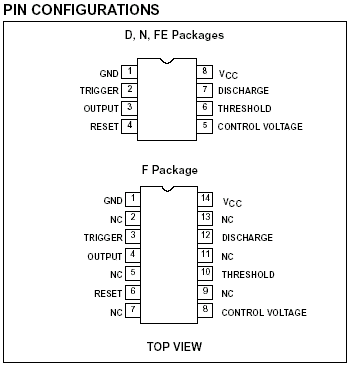 PIN CONFIGURATIONS
D, N, FE Packages
GND 1 8 VCC
TRIGGER 2 7 DISCHARGE
OUTPUT 3 6 THRESHOLD
RESET 4 5 CONTROL VOLTAGE
F Package
GND 1 14 VCC
NC 2 13 NC
TRIGGER 3 12 DISCHARGE
OUTPUT 4 11 NC
NC 5 10 THRESHOLD
RESET 6 9 NC
NC 7 8 CONTROL VOLTAGE
TOP VIEW